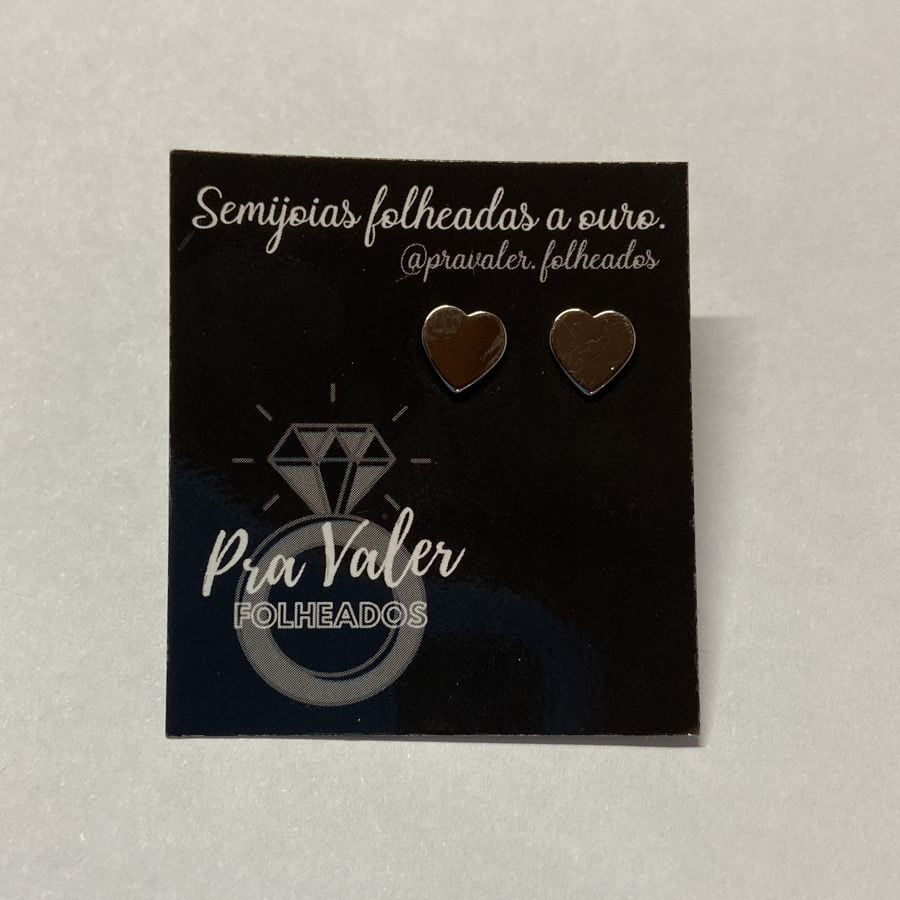 Semijoias folheadas a ouro.
@pravaler.folheados
Pra Valer
FOLHEADOS